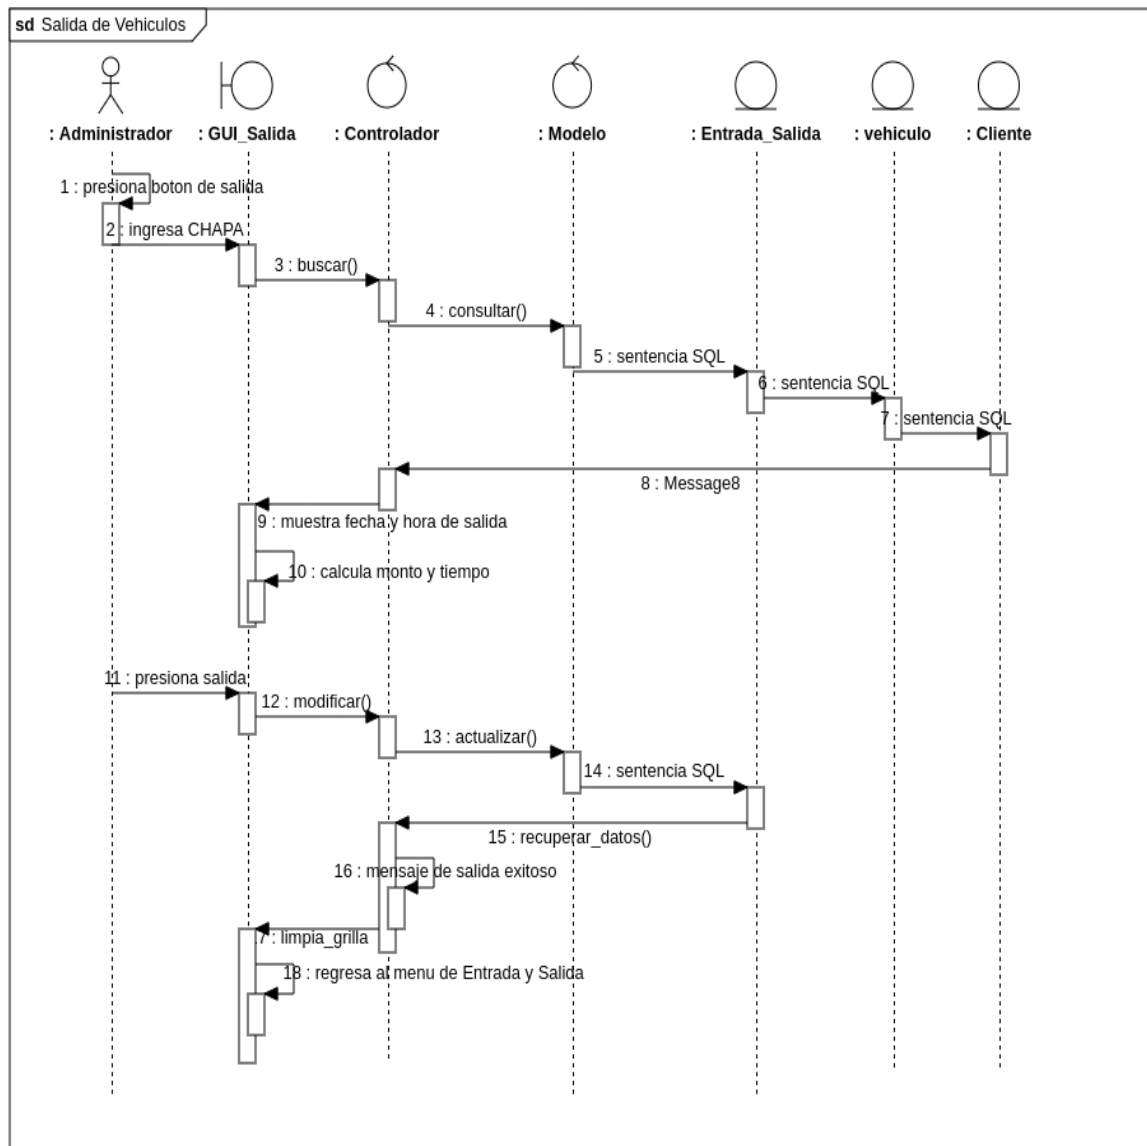 sd Salida de Vehiculos
: Administrador
: GUI_Salida
: Controlador
: Modelo
: Entrada_Salida
: vehiculo
: Cliente
1 : presiona boton de salida
2 : ingresa CHAPA
3 : buscar()
4 : consultar()
5 : sentencia SQL
6 : sentencia SQL
7 : sentencia SQL
8 : Message8
9 : muestra fecha y hora de salida
10 : calcula monto y tiempo
11 : presiona salida
12 : modificar()
13 : actualizar()
14 : sentencia SQL
15 : recuperar_datos()
16 : mensaje de salida exitoso
7 : limpia_grilla
18 : regresa al menu de Entrada y Salida